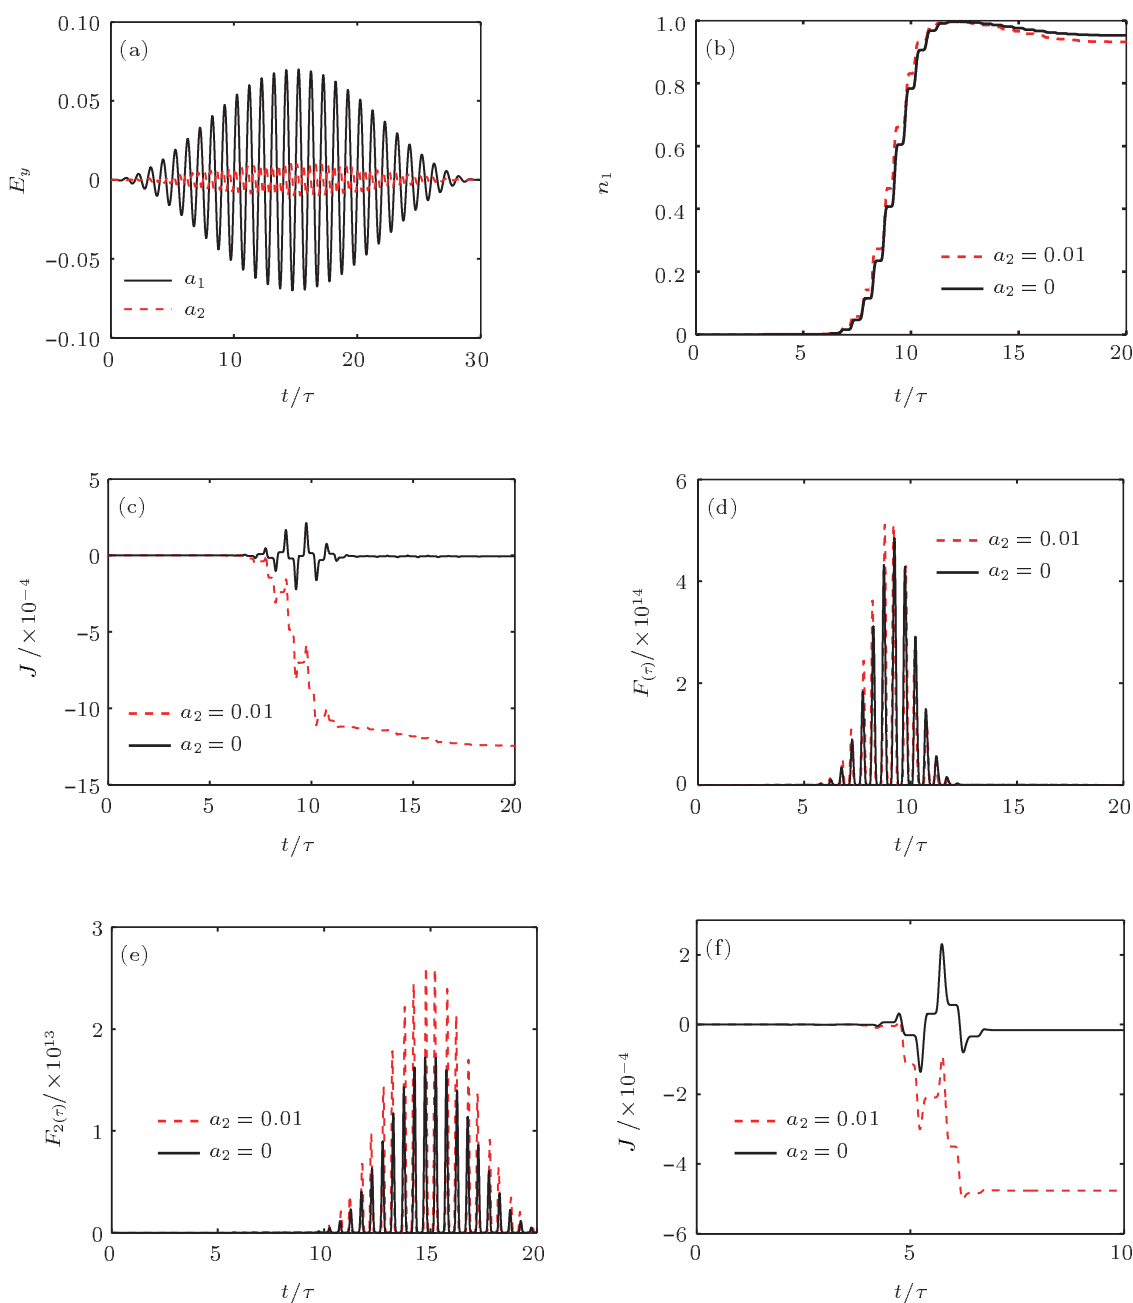 (a)
0.10
0.05
0
−0.05
−0.10
E_y
a_1
a_2
0 10 20 30
t/τ
(b)
1.0
0.8
0.6
0.4
0.2
0
n_1
a_2 = 0.01
a_2 = 0
0 5 10 15 20
t/τ
(c)
5
0
−5
−10
−15
J /×10^{−4}
a_2 = 0.01
a_2 = 0
0 5 10 15 20
t/τ
(d)
6
4
2
0
F_{(τ)}/×10^{14}
a_2 = 0.01
a_2 = 0
0 5 10 15 20
t/τ
(e)
3
2
1
0
F_{2(τ)}/×10^{13}
a_2 = 0.01
a_2 = 0
0 5 10 15 20
t/τ
(f)
2
0
−2
−4
−6
J /×10^{−4}
a_2 = 0.01
a_2 = 0
0 5 10
t/τ